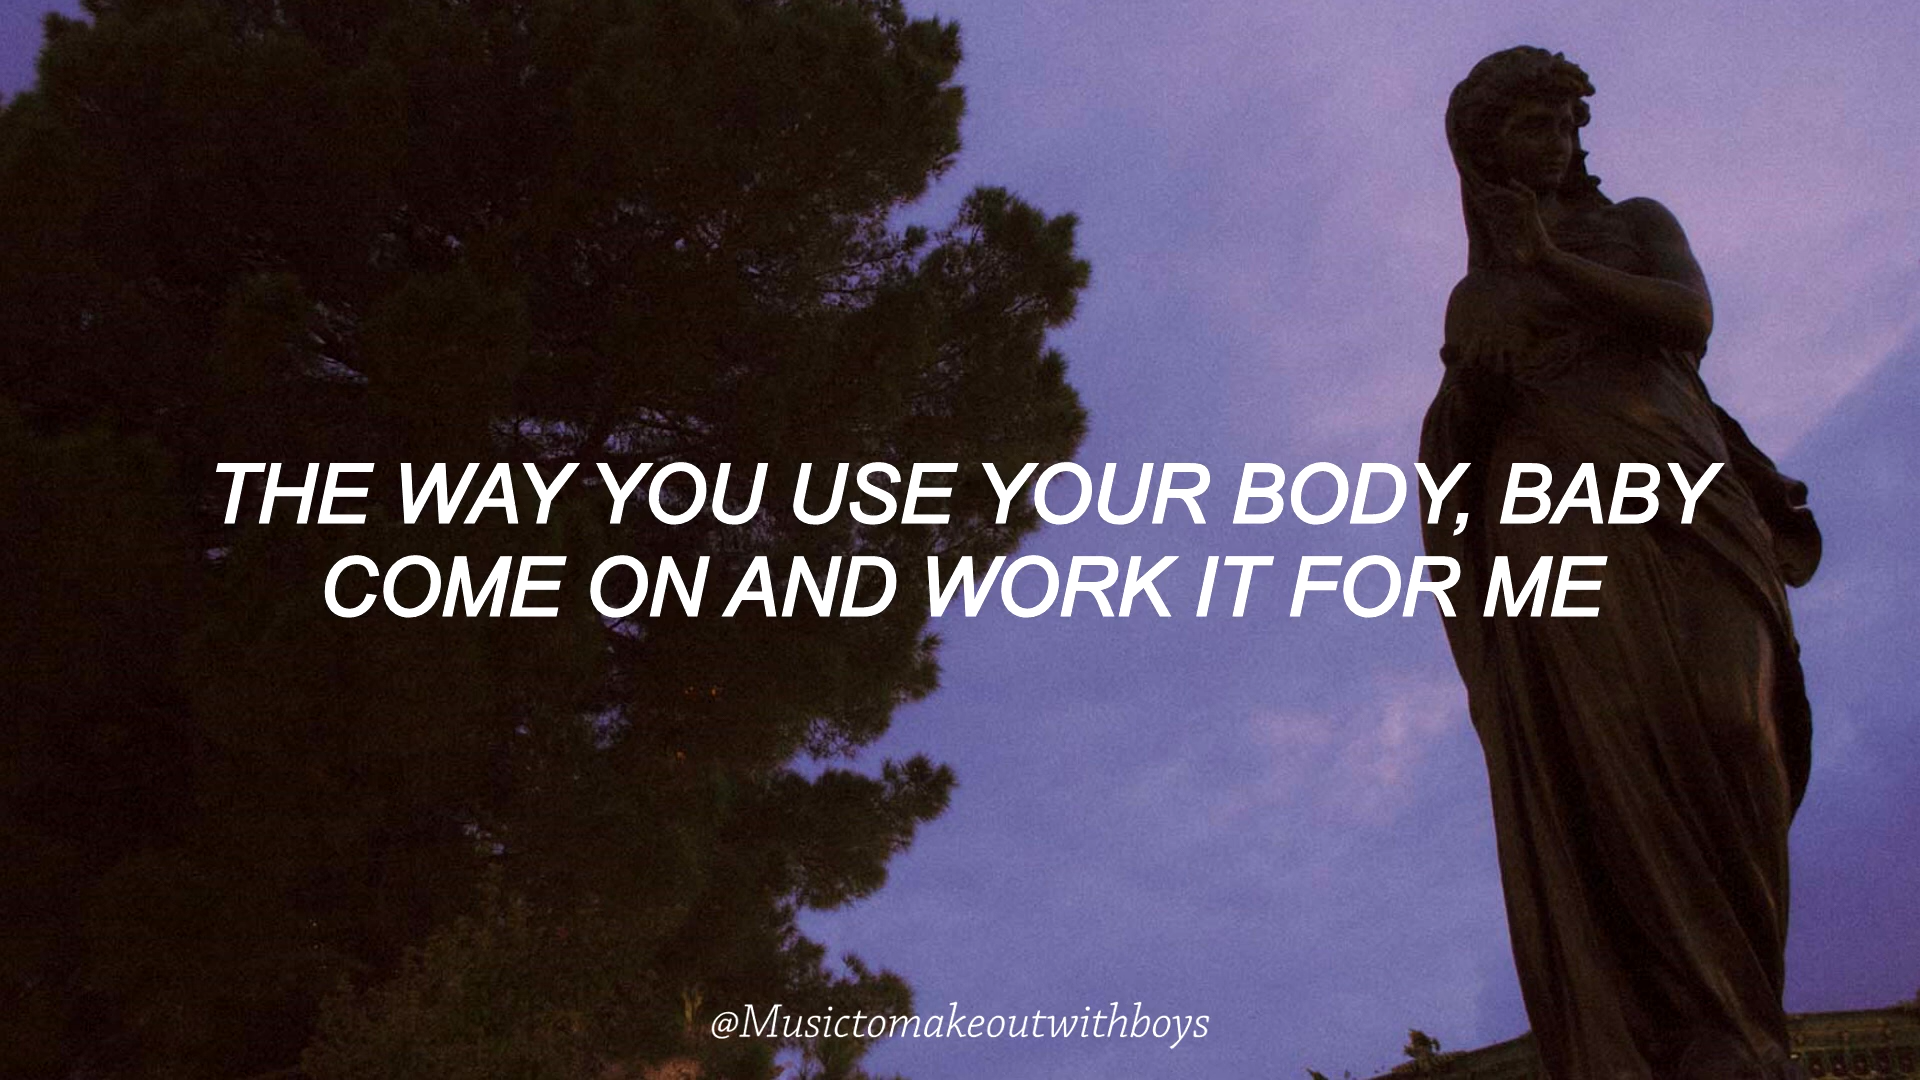 THE WAY YOU USE YOUR BODY, BABY
COME ON AND WORK IT FOR ME
@Musictomakeoutwithboys